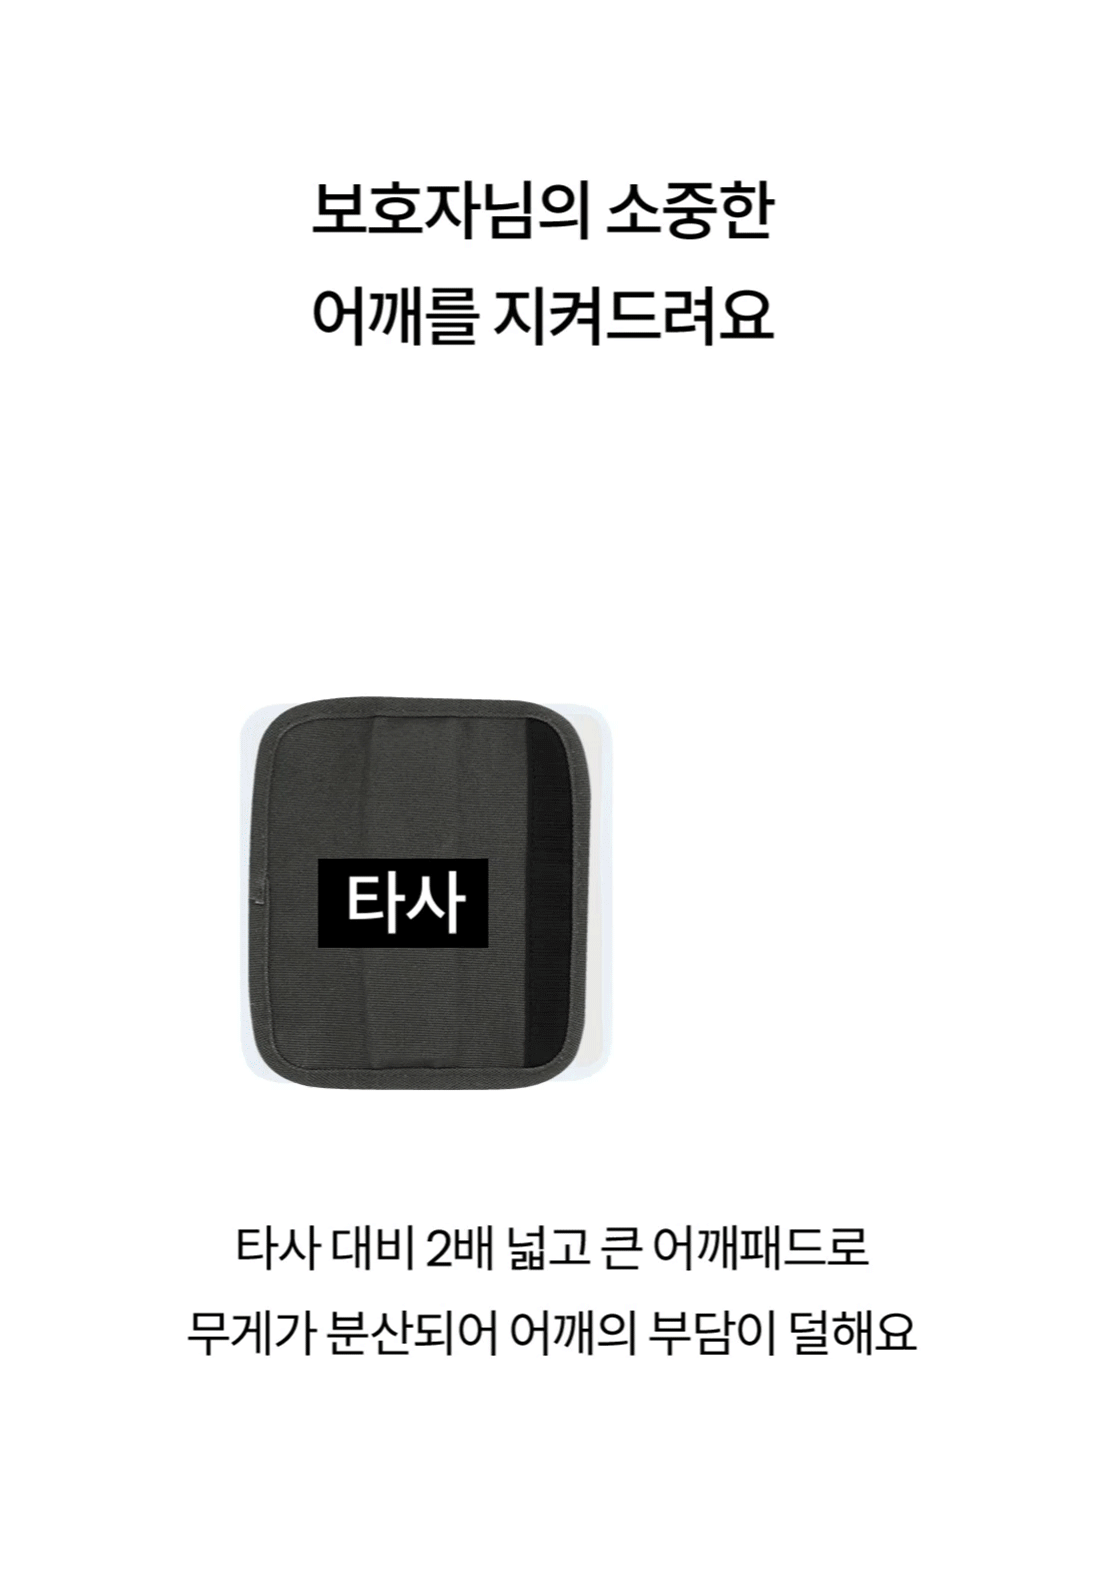 보호자님의 소중한
어깨를 지켜드려요
타사
타사 대비 2배 넓고 큰 어깨패드로
무게가 분산되어 어깨의 부담이 덜해요